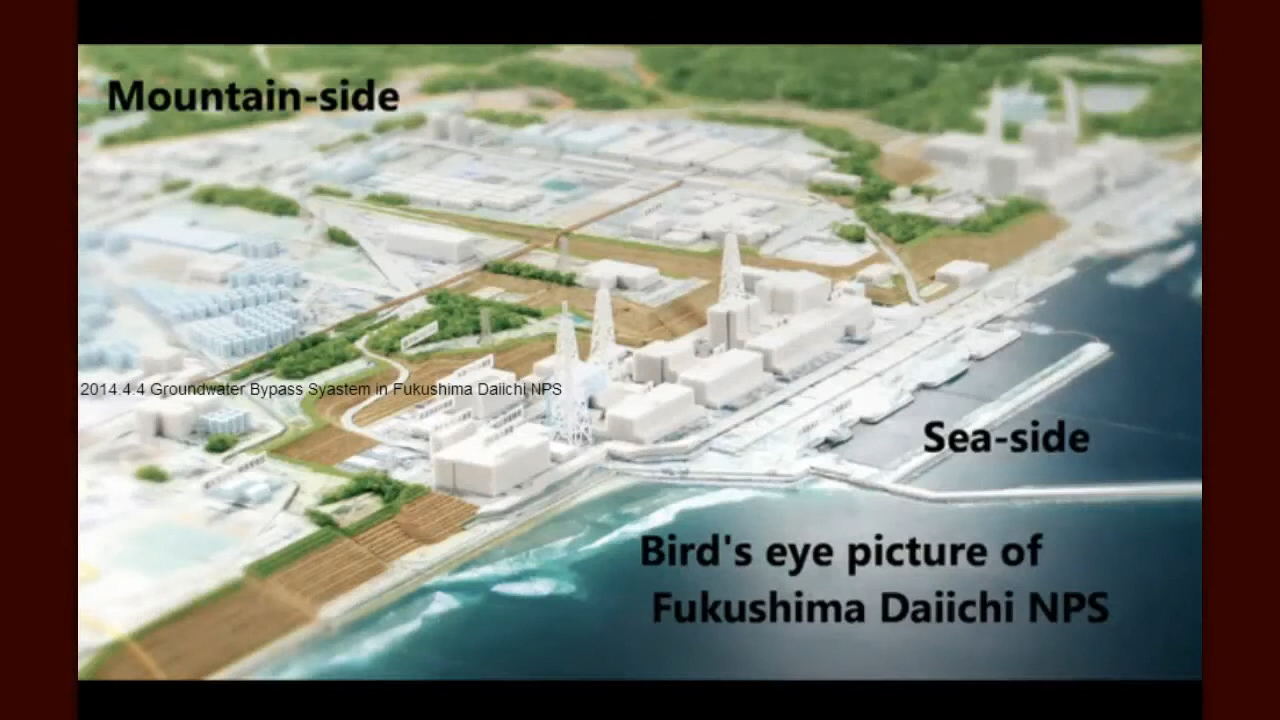 Mountain-side
2014.4.4 Groundwater Bypass Syastem in Fukushima Daiichi NPS
Sea-side
Bird's eye picture of
Fukushima Daiichi NPS